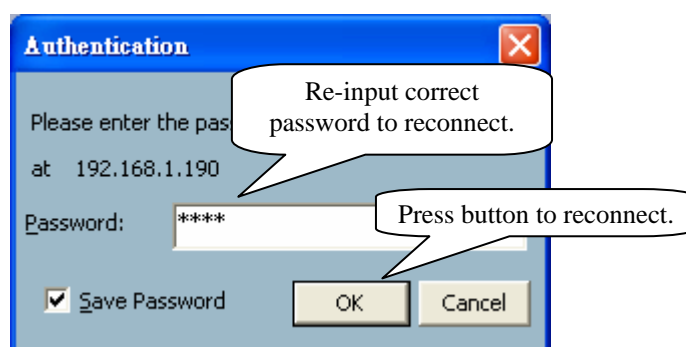 Authentication
Re-input correct
password to reconnect.
Please enter the pas
at 192.168.1.190
Password: ****
Press button to reconnect.
Save Password
OK
Cancel